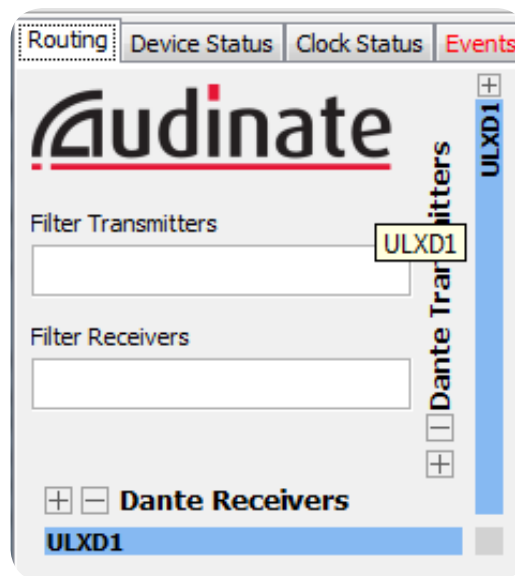 Routing
Device Status
Clock Status
Events
Audinate
Filter Transmitters
Filter Receivers
Dante Transmitters
ULXD1
ULXD1
Dante Receivers
ULXD1